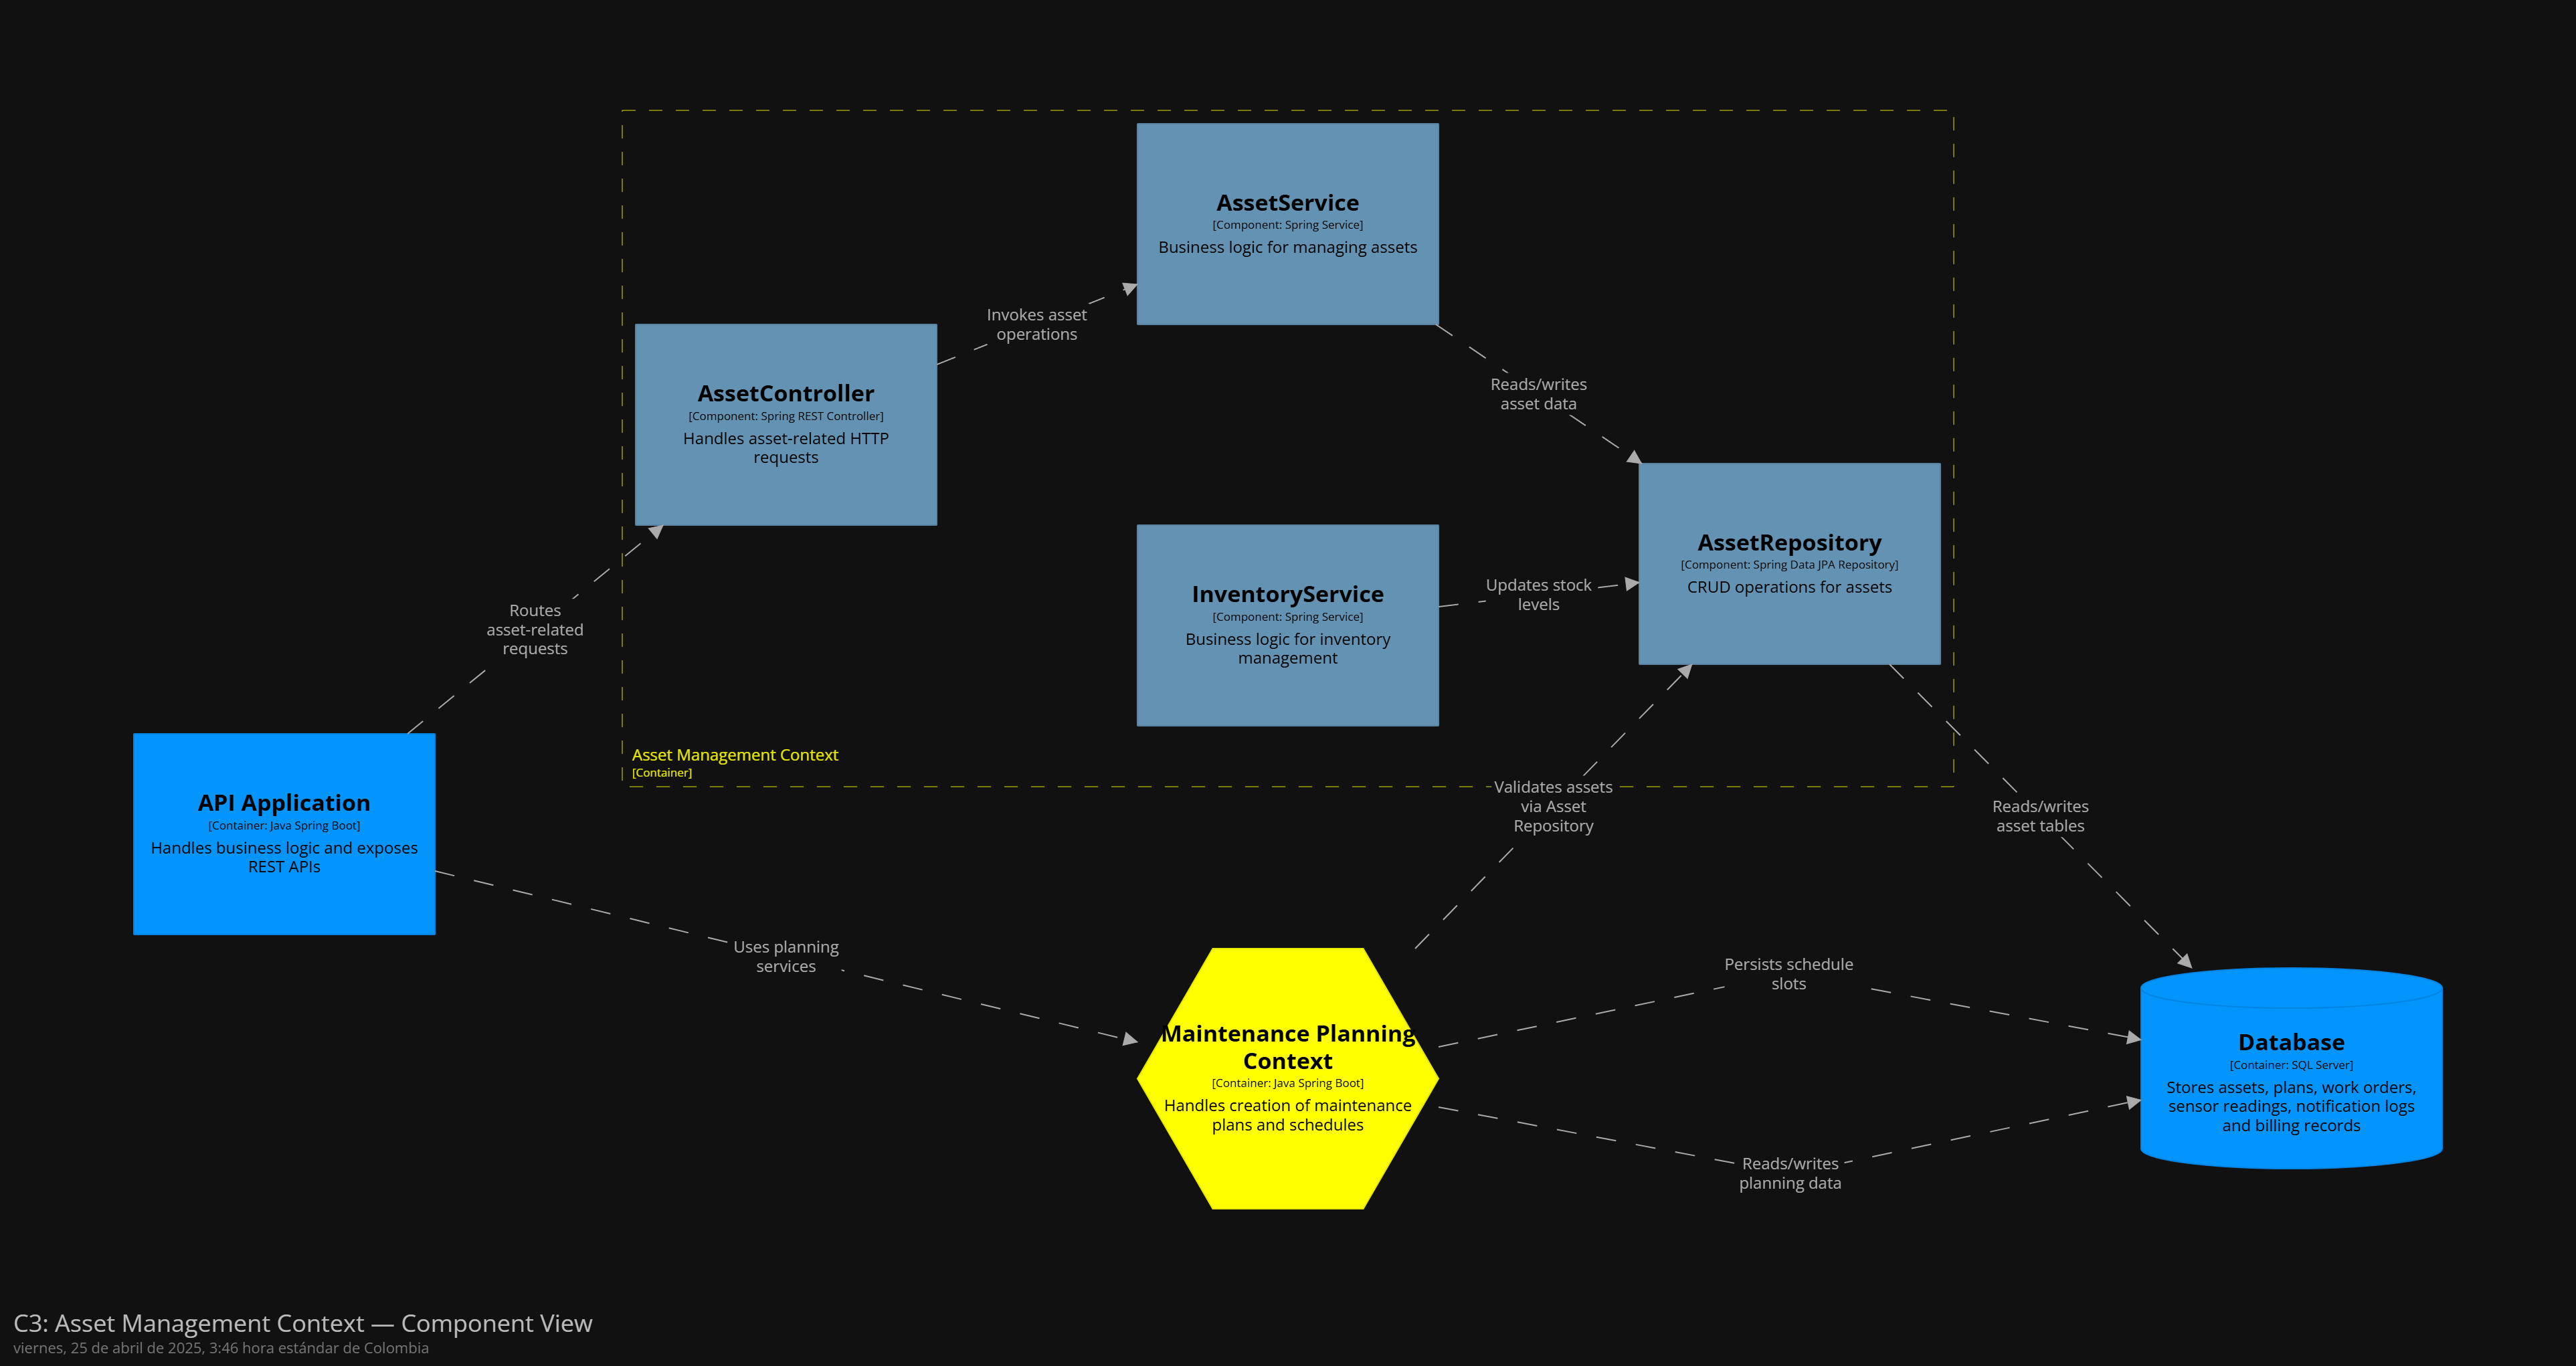 AssetService
[Component: Spring Service]
Business logic for managing assets
Invokes asset
operations
AssetController
[Component: Spring REST Controller]
Handles asset-related HTTP
requests
Reads/writes
asset data
AssetRepository
[Component: Spring Data JPA Repository]
CRUD operations for assets
InventoryService
[Component: Spring Service]
Business logic for inventory
management
Updates stock
levels
Routes
asset-related
requests
Asset Management Context
[Container]
API Application
[Container: Java Spring Boot]
Handles business logic and exposes
REST APIs
Validates assets
via Asset
Repository
Reads/writes
asset tables
Uses planning
services
Persists schedule
slots
Maintenance Planning
Context
[Container: Java Spring Boot]
Handles creation of maintenance
plans and schedules
Database
[Container: SQL Server]
Stores assets, plans, work orders,
sensor readings, notification logs
and billing records
Reads/writes
planning data
C3: Asset Management Context — Component View
viernes, 25 de abril de 2025, 3:46 hora estándar de Colombia